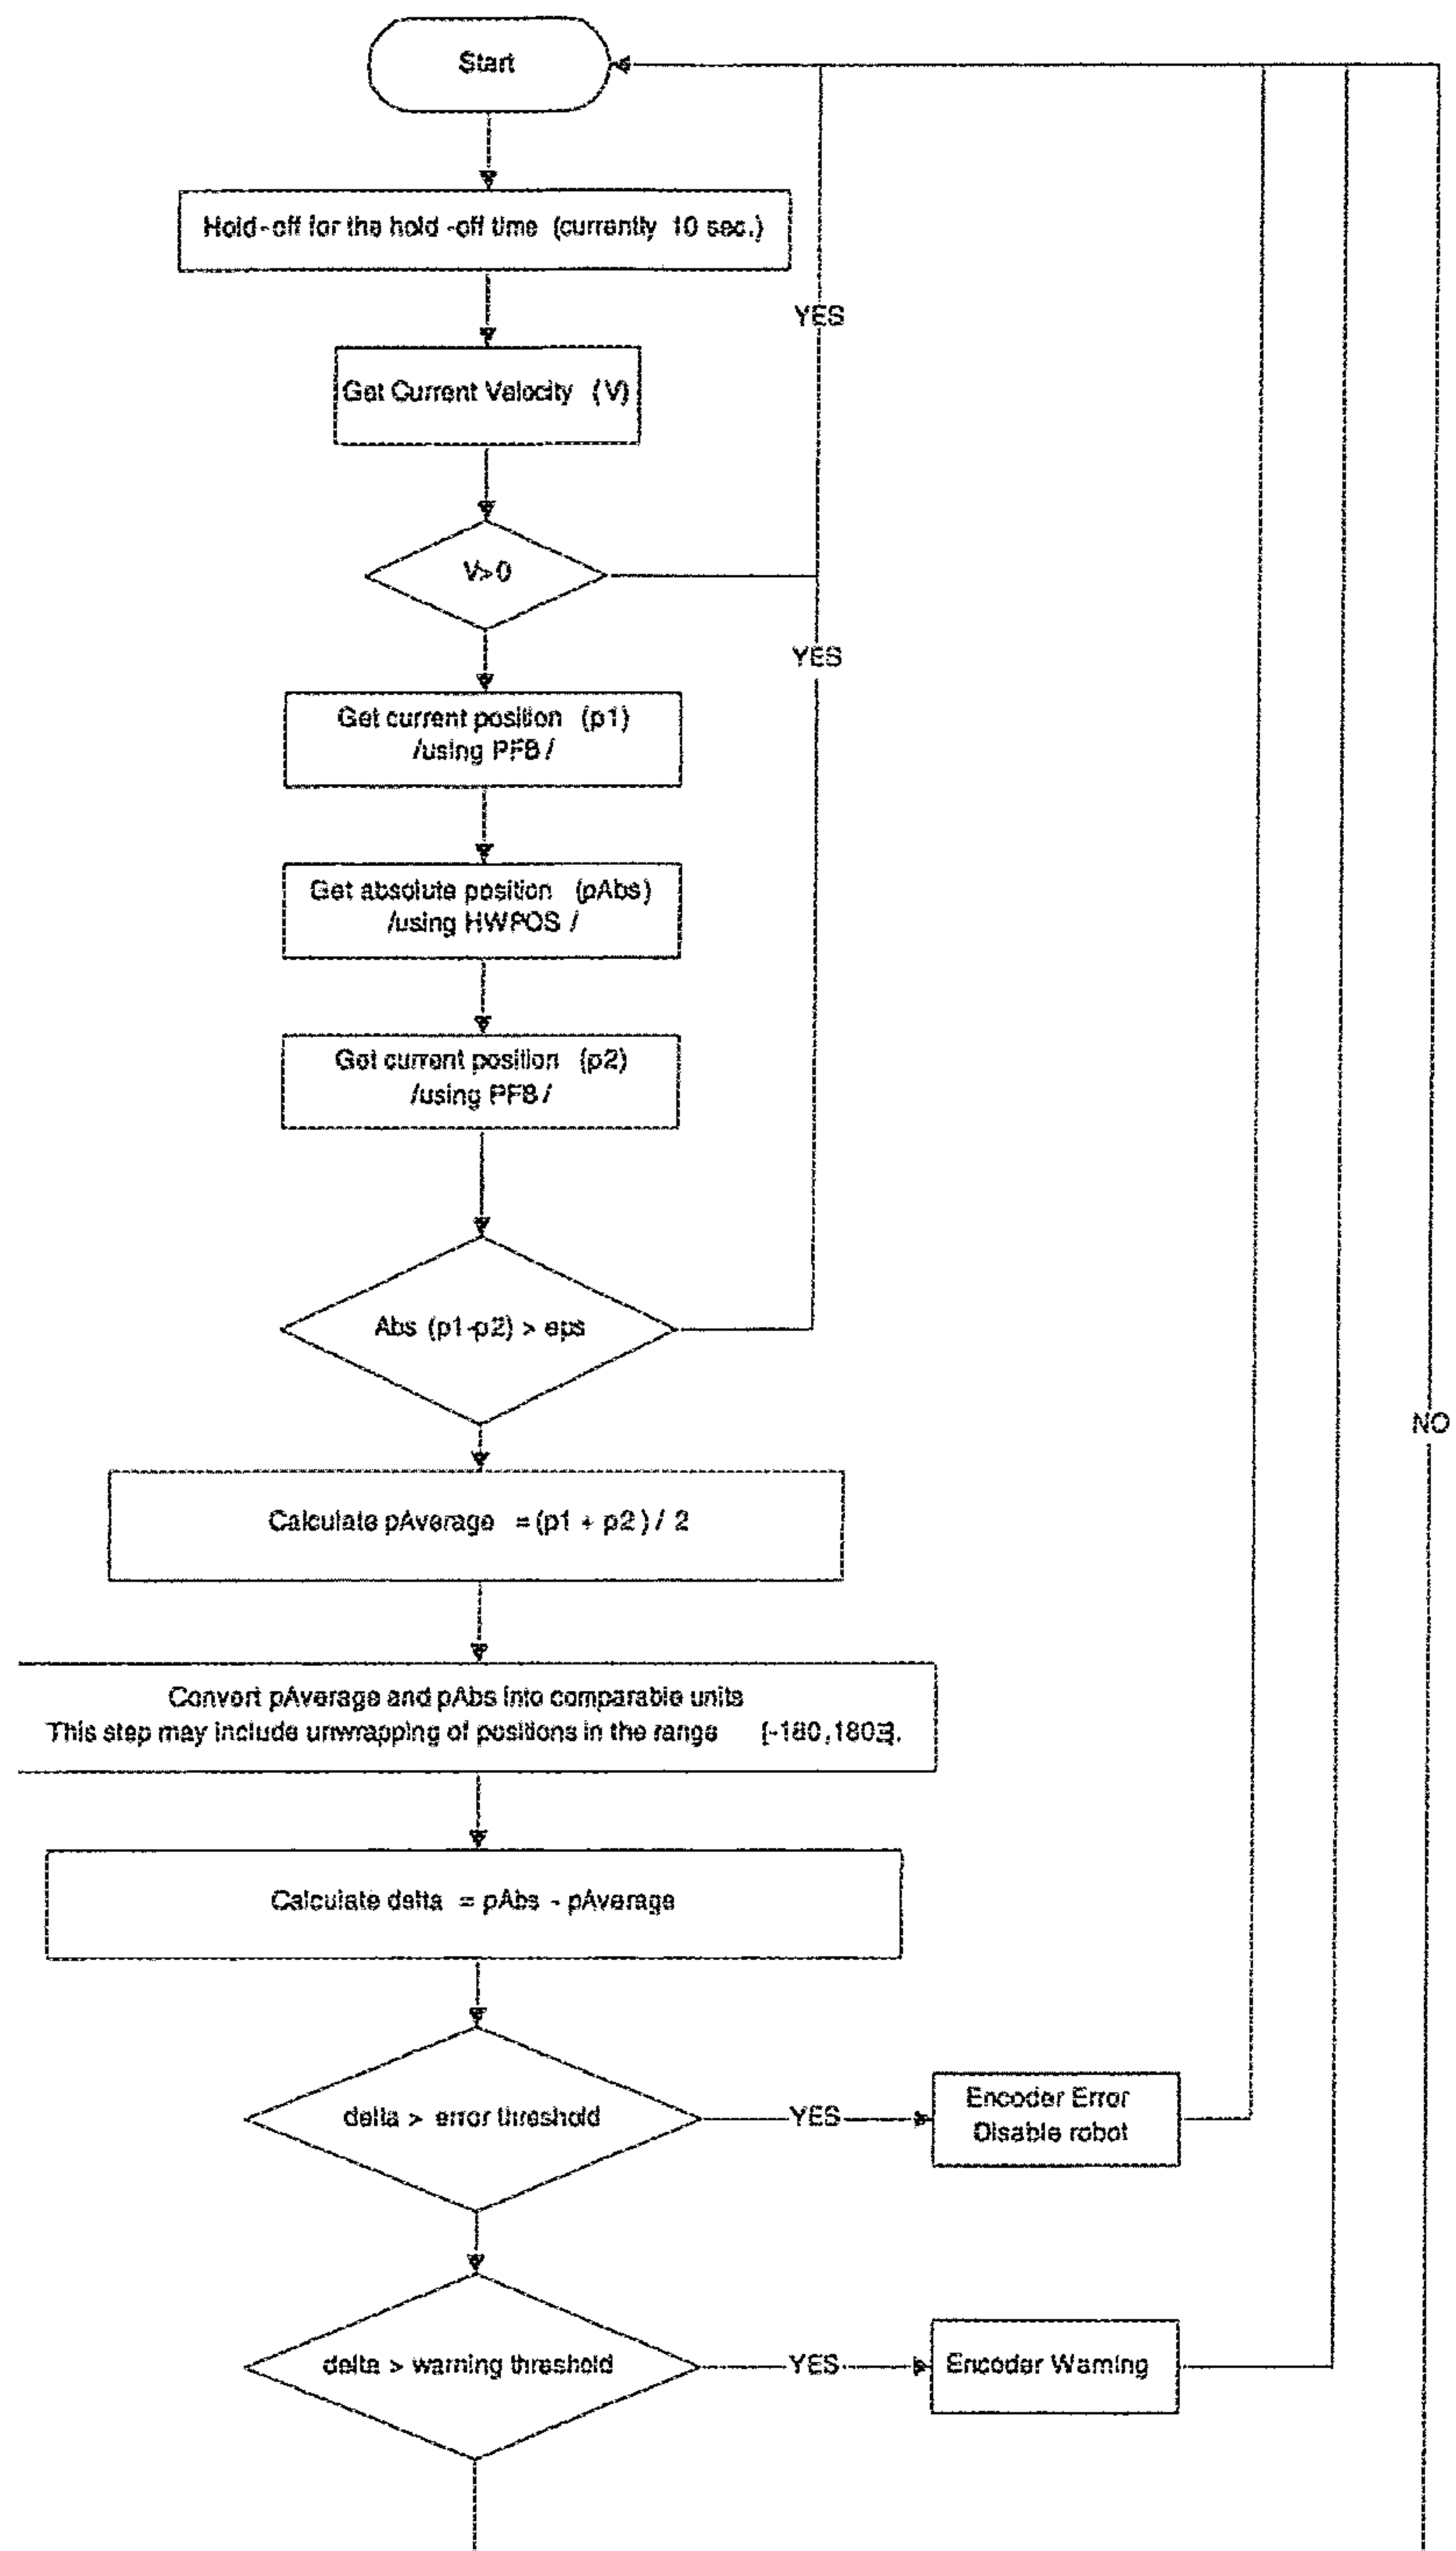 Start
Hold-off for the hold -off time (currently 10 sec.)
YES
Get Current Velocity (V)
V>0
YES
Get current position (p1)
/using PFB /
Get absolute position (pAbs)
/using HWPOS /
Get current position (p2)
/using PFB /
Abs (p1-p2) > eps
NO
Calculate pAverage =(p1 + p2 ) / 2
Convert pAverage and pAbs into comparable units
This step may include unwrapping of positions in the range
Calculate delta = pAbs - pAverage
delta > error threshold
YES
Encoder Error
Disable robot
delta > warning threshold
YES
Encoder Warning